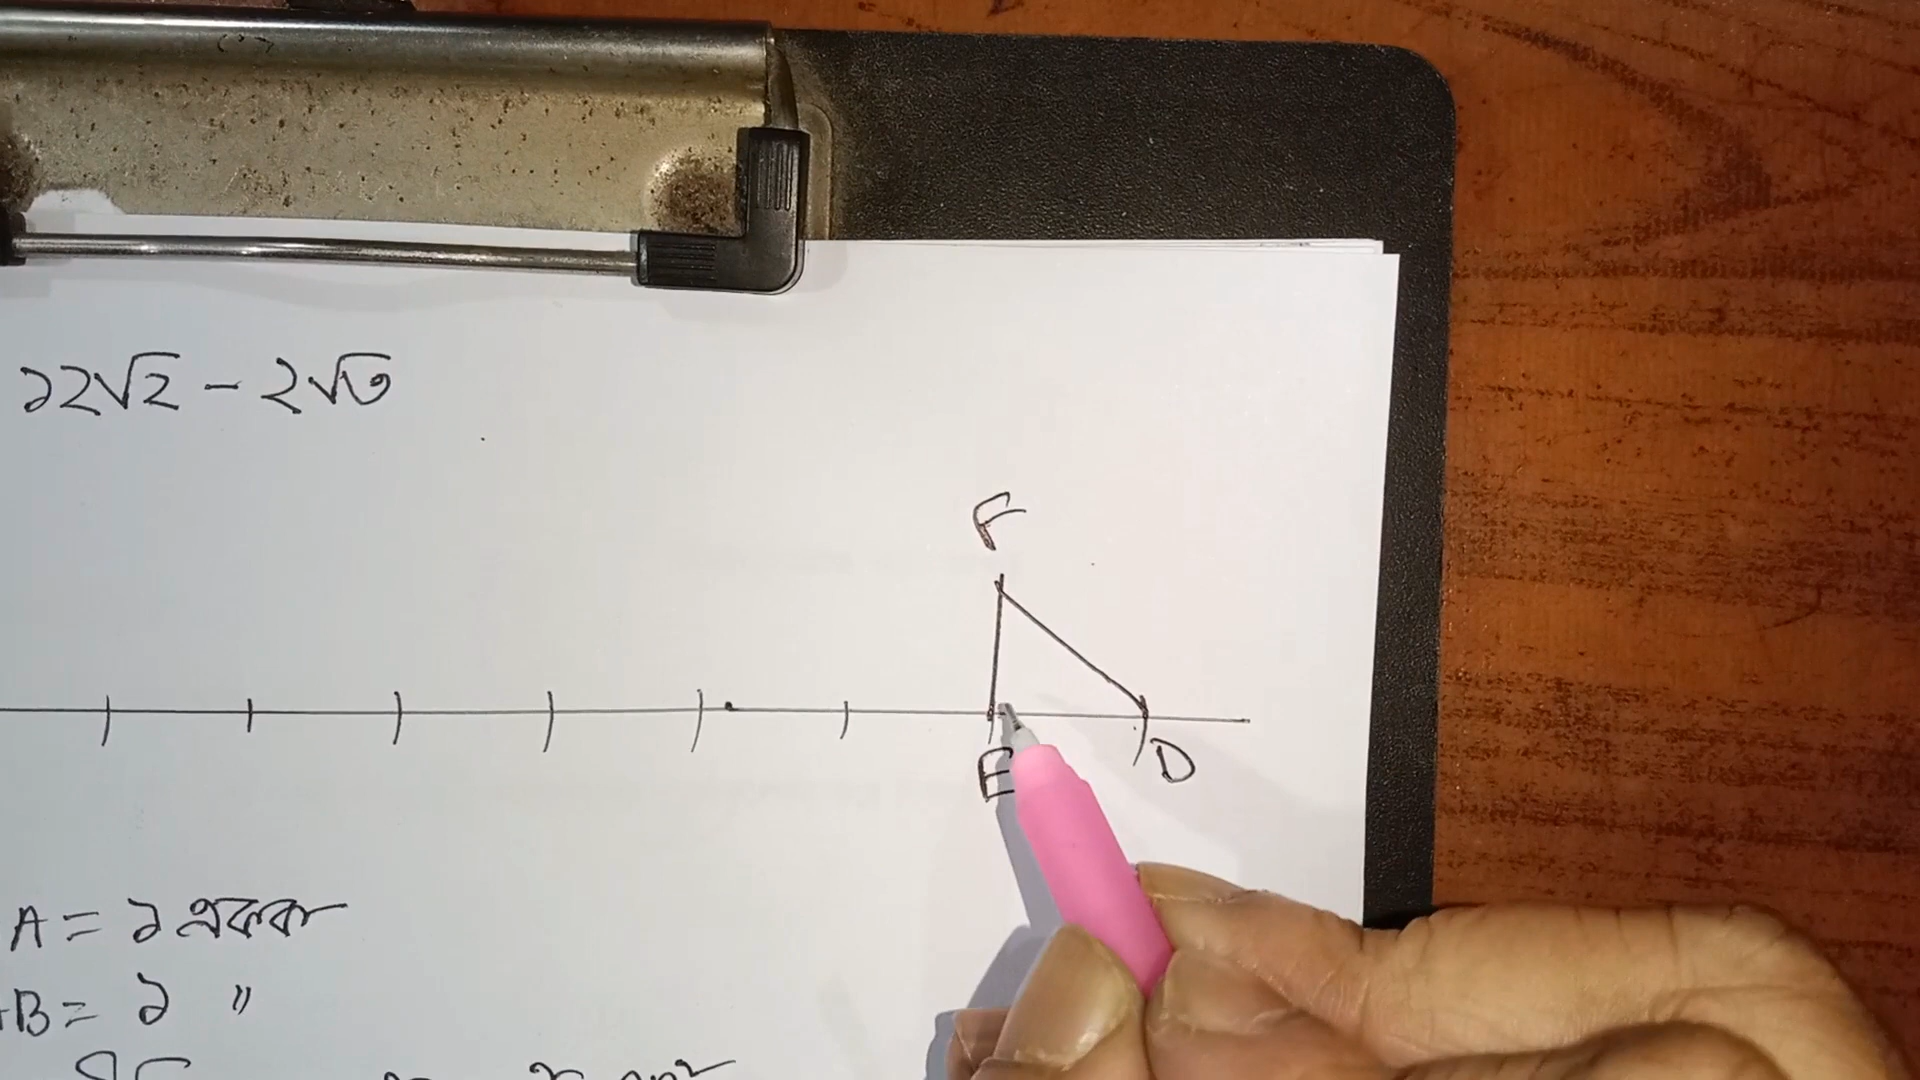 ১২√২ - ২√৩
F
E D
A = ১ একক
B = ১ "